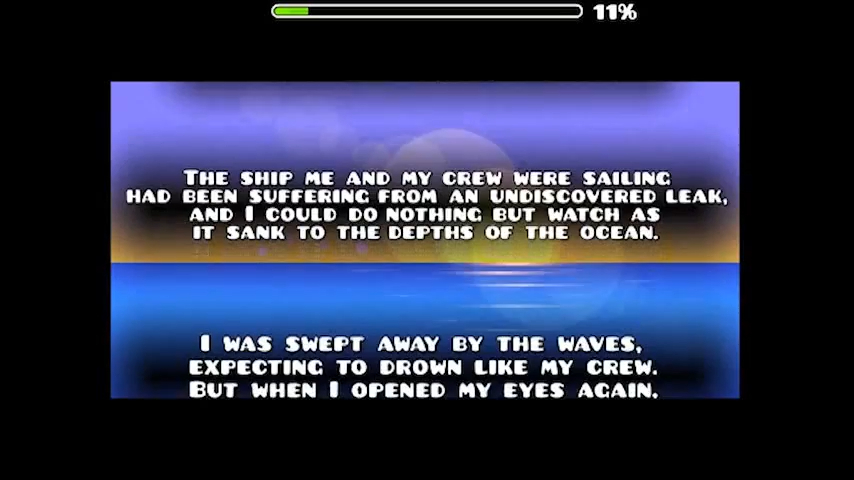 11%
THE SHIP ME AND MY CREW WERE SAILING
HAD BEEN SUFFERING FROM AN UNDISCOVERED LEAK,
AND I COULD DO NOTHING BUT WATCH AS
IT SANK TO THE DEPTHS OF THE OCEAN.
I WAS SWEPT AWAY BY THE WAVES,
EXPECTING TO DROWN LIKE MY CREW.
BUT WHEN I OPENED MY EYES AGAIN,